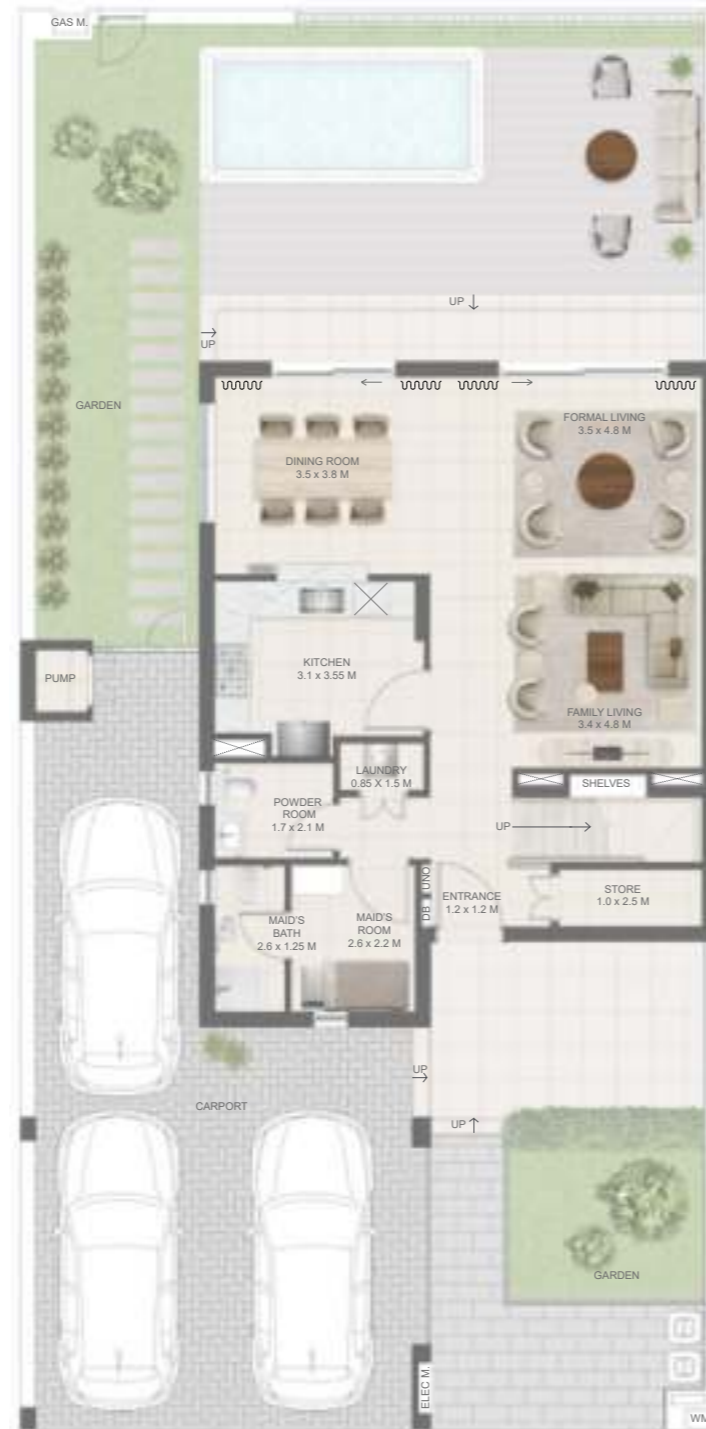 GAS M.
UP
UP
GARDEN
FORMAL LIVING
3.5 x 4.8 M
DINING ROOM
3.5 x 3.8 M
KITCHEN
3.1 x 3.55 M
PUMP
FAMILY LIVING
3.4 x 4.8 M
LAUNDRY
0.85 X 1.5 M
SHELVES
POWDER
ROOM
1.7 x 2.1 M
UP
DB
UNO
ENTRANCE
1.2 x 1.2 M
STORE
1.0 x 2.5 M
MAID'S
BATH
2.6 x 1.25 M
MAID'S
ROOM
2.6 x 2.2 M
UP
CARPORT
UP
GARDEN
ELEC M.
WM